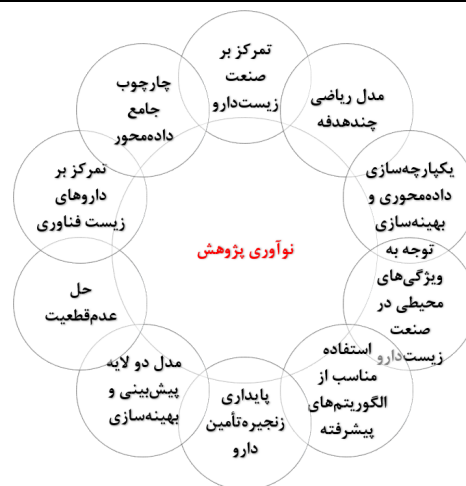 تمرکز بر
صنعت
زیست‌دارو
مدل ریاضی
چندهدفه
یکپارچه‌سازی
داده‌محوری و
بهینه‌سازی
توجه به
ویژگی‌های
محیطی در
صنعت
زیست‌دارو
استفاده
مناسب از
الگوریتم‌های
پیشرفته
پایداری
زنجیره‌تأمین
دارو
مدل دو لایه
پیش‌بینی و
بهینه‌سازی
حل
عدم‌قطعیت
تمرکز بر
داروهای
زیست فناوری
چارچوب
جامع
داده‌محور
نوآوری پژوهش